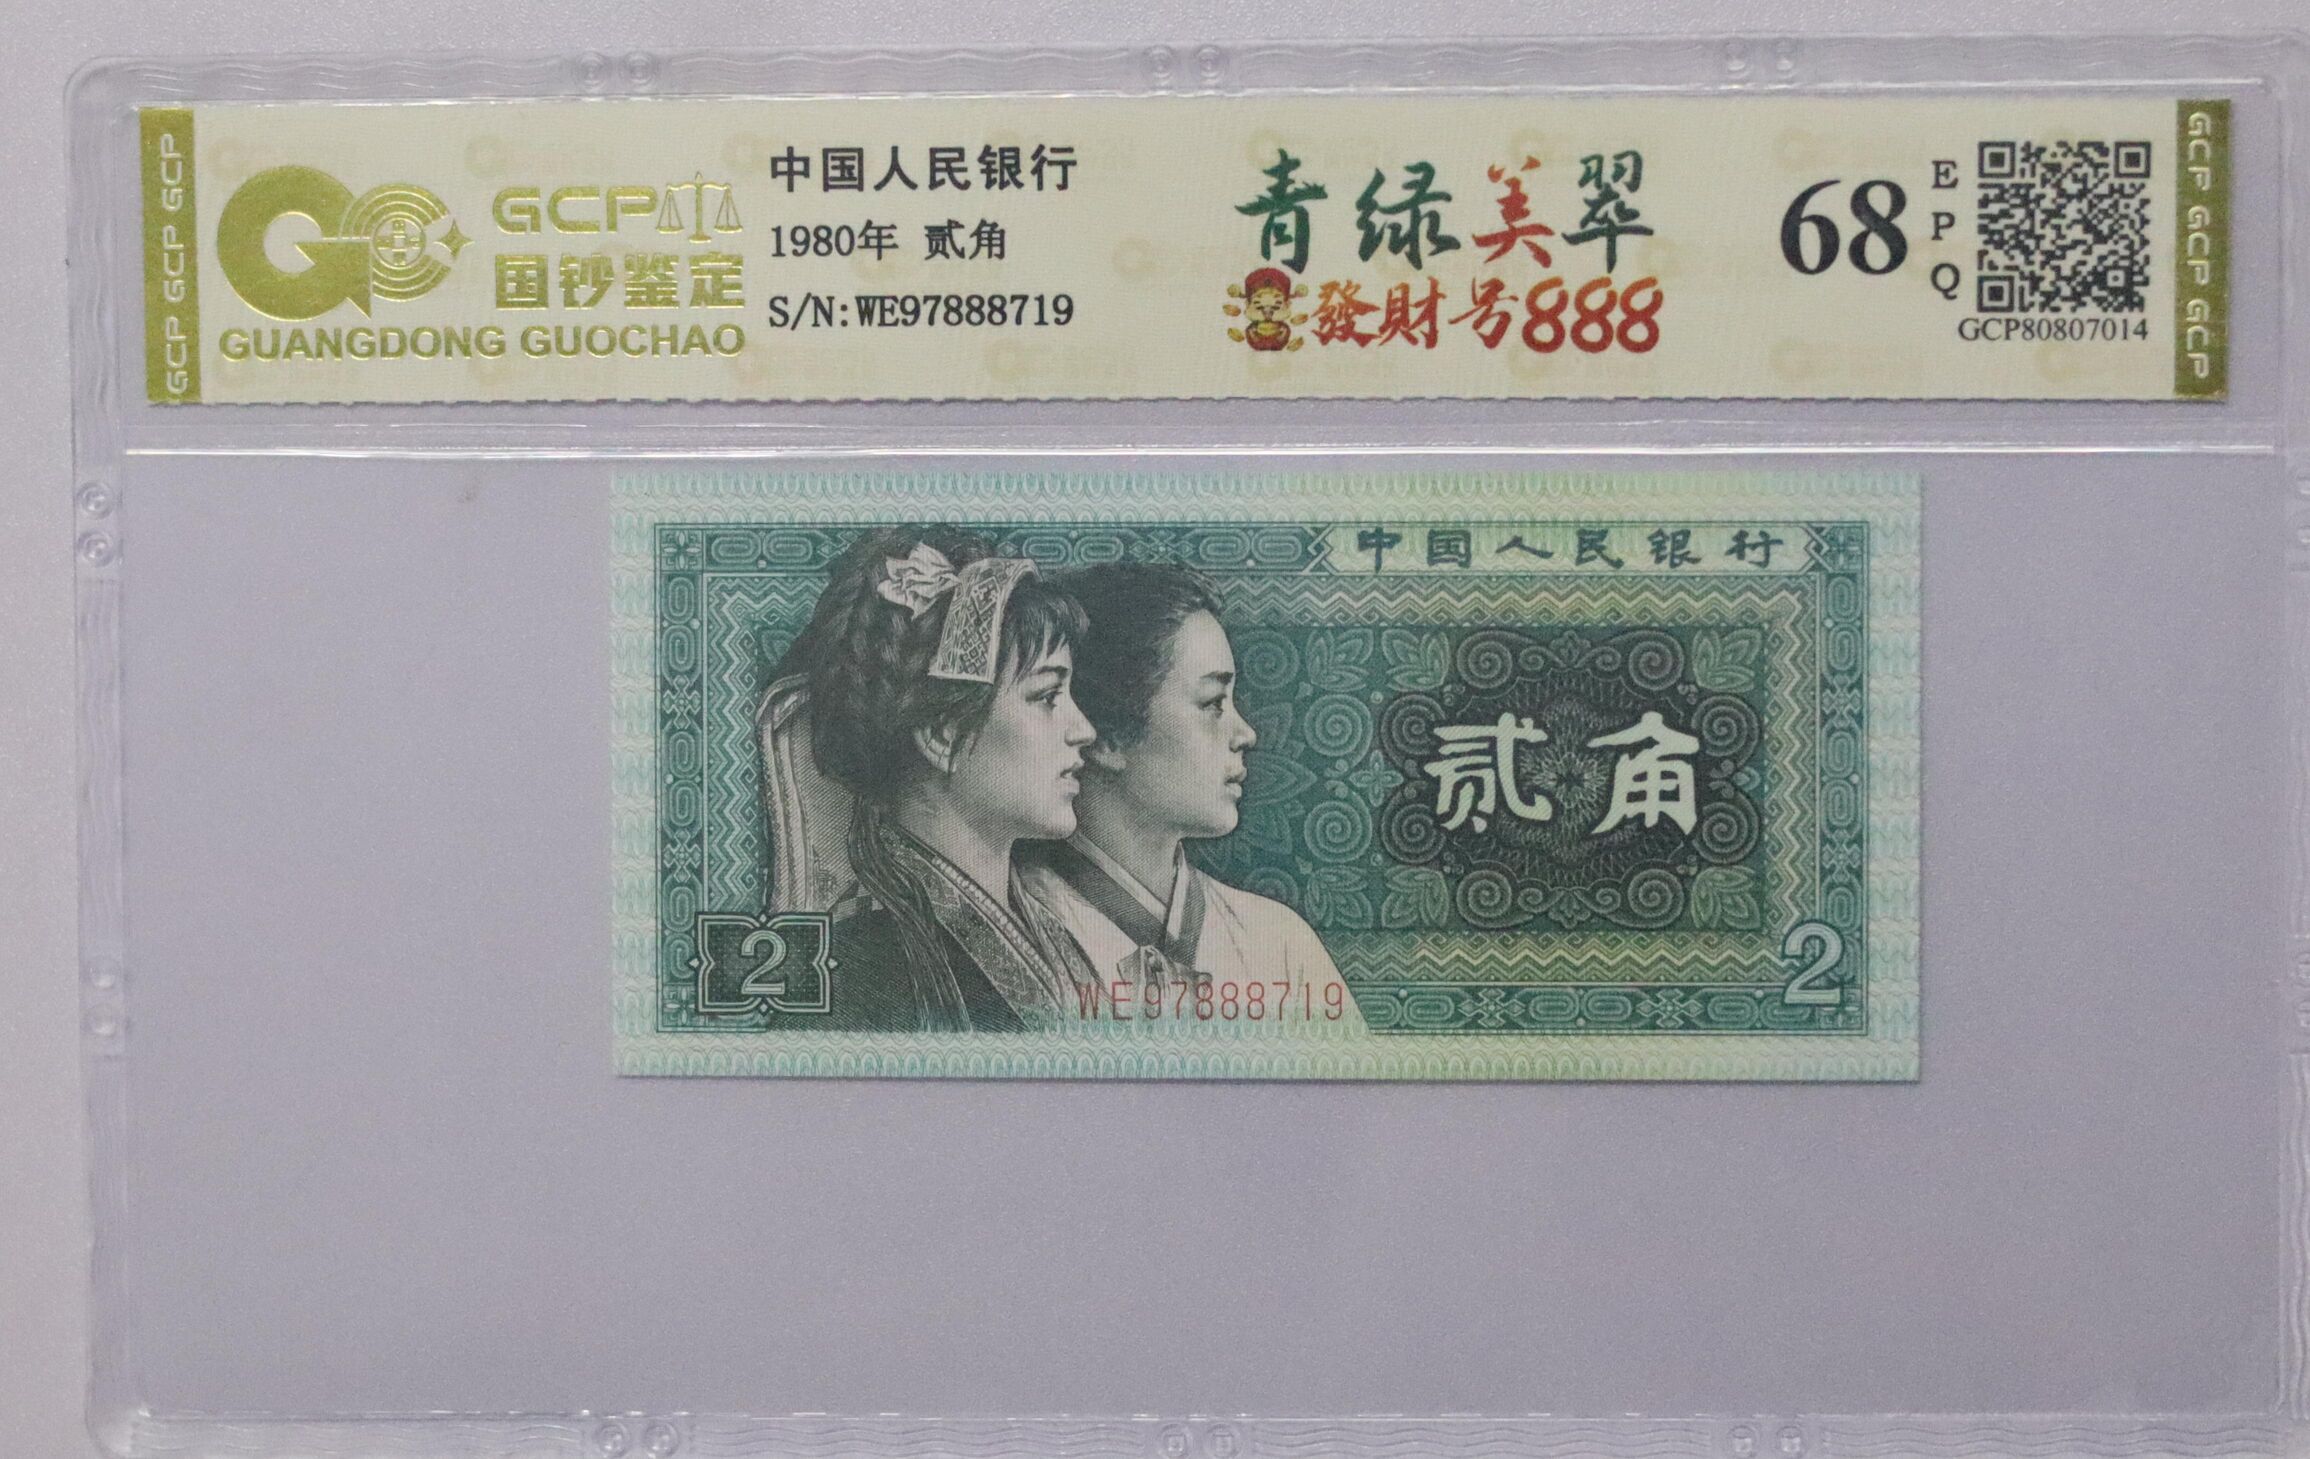 GCP GCP GCP
GCP
国钞鉴定
GUANGDONG GUOCHAO
中国人民银行
1980年 贰角
S/N:WE97888719
青绿美翠
發財号888
68
EPQ
GCP80807014
GCP GCP GCP
中国人民银行
贰角
2
WE97888719
2